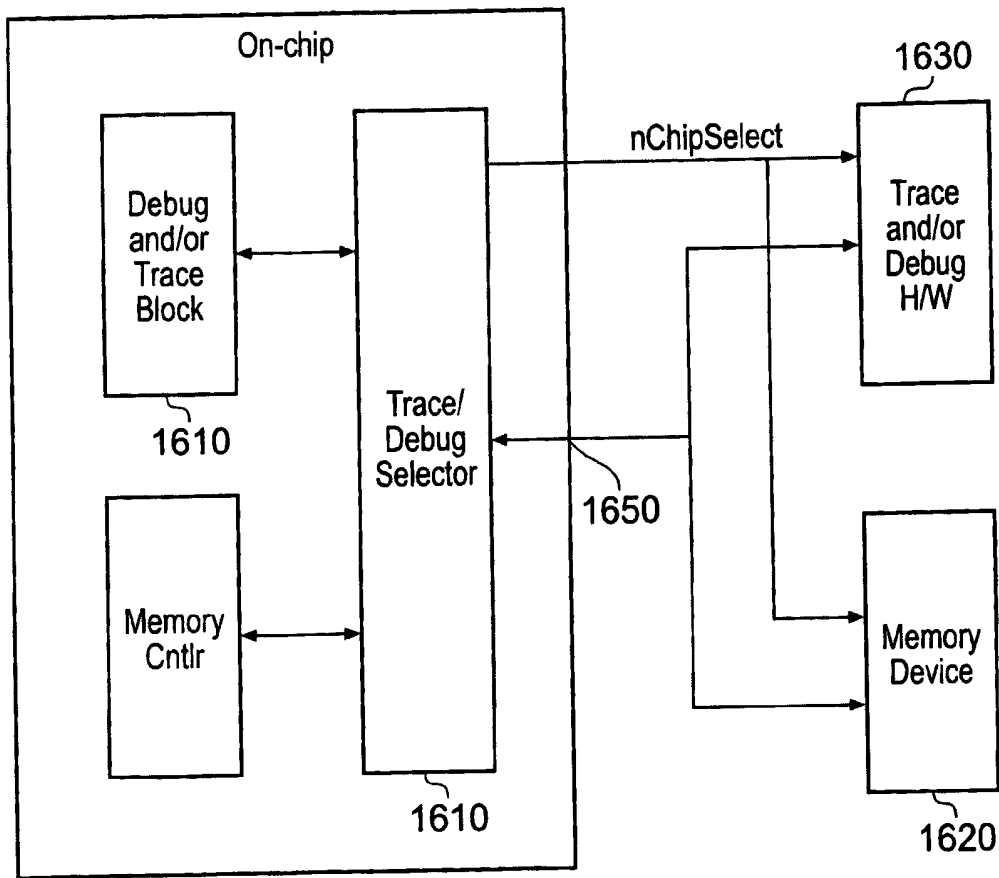 On-chip
1630
nChipSelect
Debug
and/or
Trace
Block
Trace
and/or
Debug
H/W
1610
Trace/
Debug
Selector
1650
Memory
Cntlr
Memory
Device
1610
1620